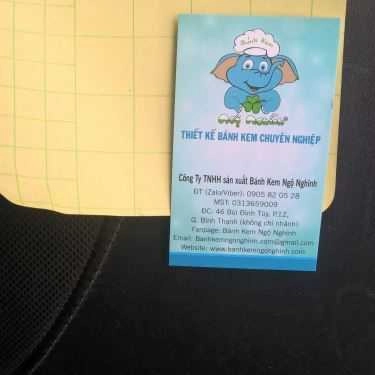 Bánh Kem
Ngộ Nghĩnh
THIẾT KẾ BÁNH KEM CHUYÊN NGHIỆP
Công Ty TNHH sản xuất Bánh Kem Ngộ Nghĩnh
ĐT (Zalo/Viber): 0905 82 05 28
MST: 0313659009
ĐC: 46 Bùi Đình Túy, P.12,
Q. Bình Thạnh (không chi nhánh)
Fanpage: Bánh Kem Ngộ Nghĩnh
Email: Banhkemngonghinh.com@gmail.com
Website: www.banhkemngonghinh.com